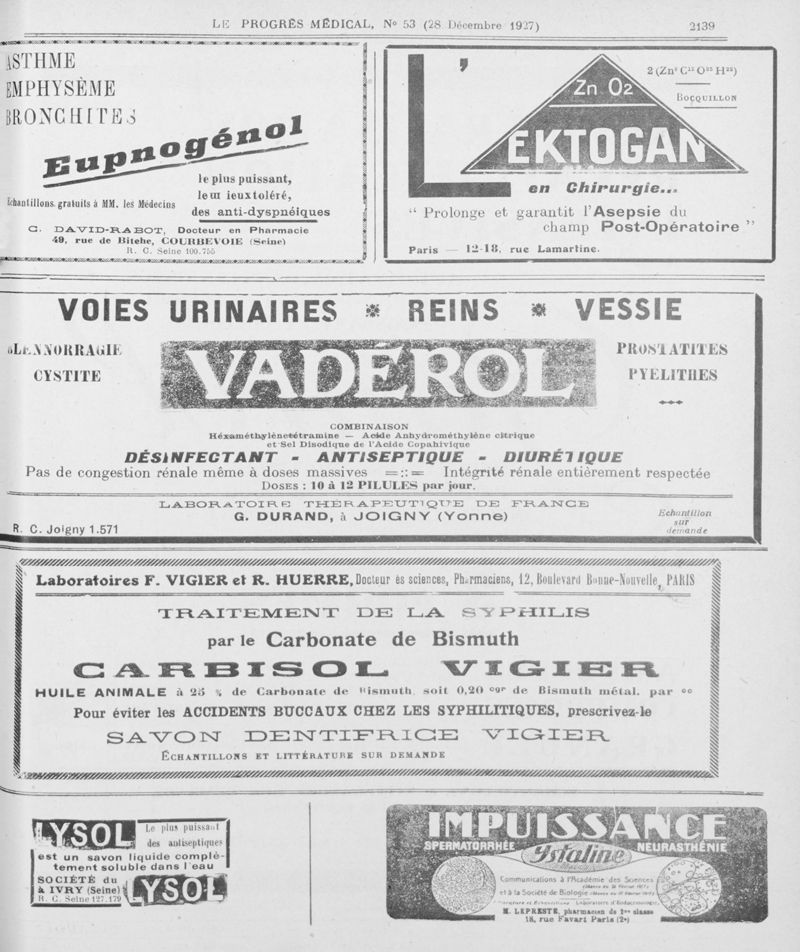 LE PROGRÈS MÉDICAL, No 53 (28 Décembre 1927)
2139
ASTHME
EMPHYSÈME
BRONCHITES
Eupnogénol
le plus puissant,
le mieux toléré,
Echantillons gratuits à MM. les Médecins
des anti-dyspnéiques
G. DAVID-RABOT, Docteur en Pharmacie
49, rue de Bitche, COURBEVOIE (Seine)
R. C. Seine 100.755
L'EKTOGAN
Zn O2
BOCQUILLON
en Chirurgie...
“ Prolonge et garantit l'Asepsie du
champ Post-Opératoire ”
Paris — 12-18, rue Lamartine.
VOIES URINAIRES * REINS * VESSIE
BLENNORRAGIE
CYSTITE
VADÉROL
PROSTATITES
PYELITHES
COMBINAISON
Héxaméthylènetétramine — Acide Anhydrométhylène citrique
et Sel Disodique de l'Acide Copahivique
DÉSINFECTANT - ANTISEPTIQUE - DIURÉTIQUE
Pas de congestion rénale même à doses massives =::= Intégrité rénale entièrement respectée
DOSES : 10 à 12 PILULES par jour.
LABORATOIRE THERAPEUTIQUE DE FRANCE
G. DURAND, à JOIGNY (Yonne)
R. C. Joigny 1.571
Echantillon
sur
demande
Laboratoires F. VIGIER et R. HUERRE, Docteur ès sciences, Pharmaciens, 12, Boulevard Bonne-Nouvelle, PARIS
TRAITEMENT DE LA SYPHILIS
par le Carbonate de Bismuth
CARBISOL VIGIER
HUILE ANIMALE à 25 % de Carbonate de Bismuth, soit 0,20 cgr de Bismuth métal. par cc
Pour éviter les ACCIDENTS BUCCAUX CHEZ LES SYPHILITIQUES, prescrivez-le
SAVON DENTIFRICE VIGIER
ÉCHANTILLONS ET LITTÉRATURE SUR DEMANDE
LYSOL
Le plus puissant
des antiseptiques
est un savon liquide complè-
tement soluble dans l'eau
SOCIÉTÉ du
à IVRY (Seine)
R. C. Seine 127.179
LYSOL
IMPUISSANCE
SPERMATORRHÉE
Ystaline
NEURASTHÉNIE
Communications à l'Académie des Sciences
et à la Société de Biologie
M. LEPRESTE, pharmacien de 1re classe
18, rue Favart Paris (2e)